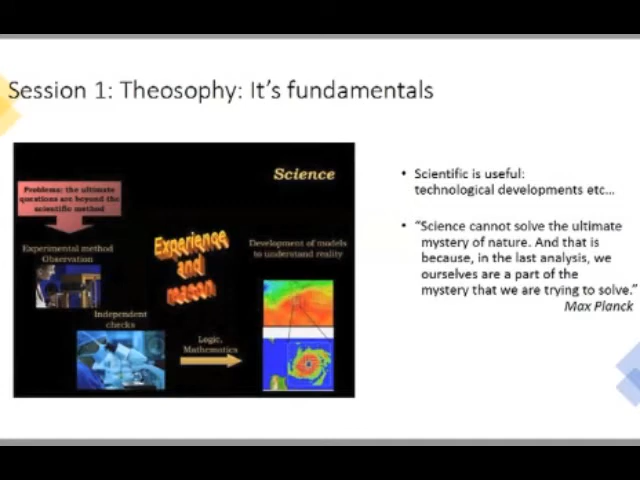 Session 1: Theosophy: It's fundamentals
Science
Problems: the ultimate
questions are beyond the
scientific method
Experimental method
Observation
Experience
and
reason
Development of models
to understand reality
Independent
checks
Logic,
Mathematics
• Scientific is useful:
technological developments etc...
• "Science cannot solve the ultimate
mystery of nature. And that is
because, in the last analysis, we
ourselves are a part of the
mystery that we are trying to solve."
Max Planck